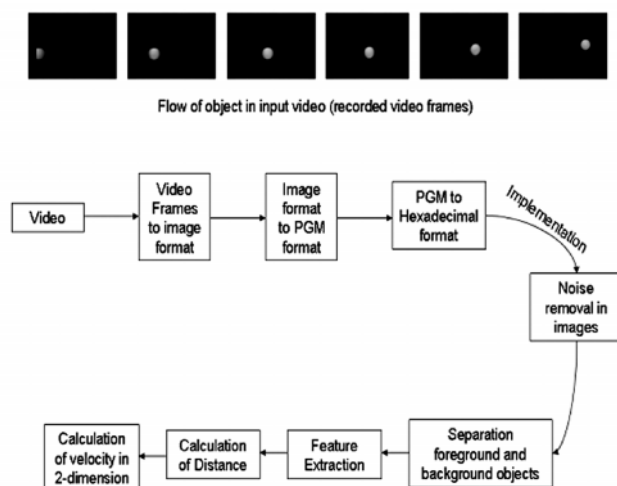 Flow of object in input video (recorded video frames)
Video
Video
Frames
to image
format
Image
format
to PGM
format
PGM to
Hexadecimal
format
Implementation
Noise
removal in
images
Separation
foreground and
background objects
Feature
Extraction
Calculation
of Distance
Calculation
of velocity in
2-dimension